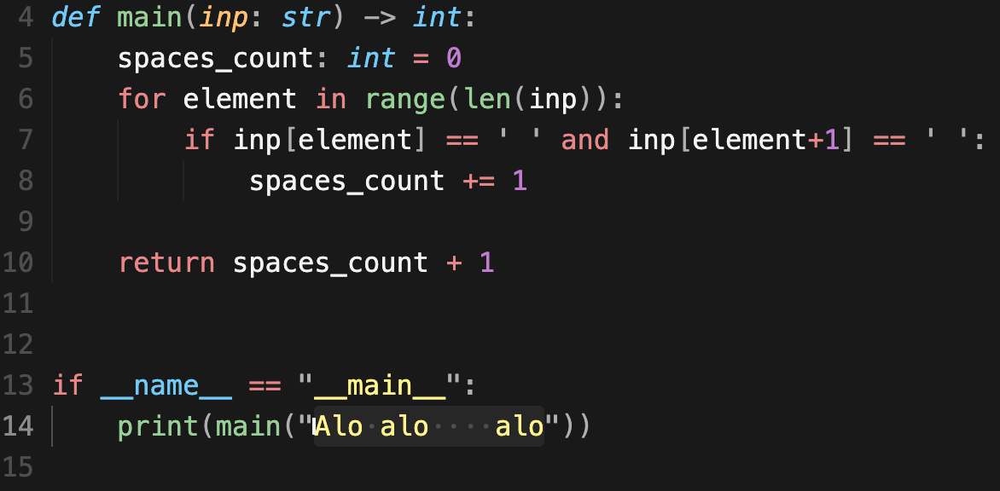 4 def main(inp: str) -> int:
5     spaces_count: int = 0
6     for element in range(len(inp)):
7         if inp[element] == ' ' and inp[element+1] == ' ':
8             spaces_count += 1
9
10     return spaces_count + 1
11
12
13 if __name__ == "__main__":
14     print(main("Alo alo    alo"))
15